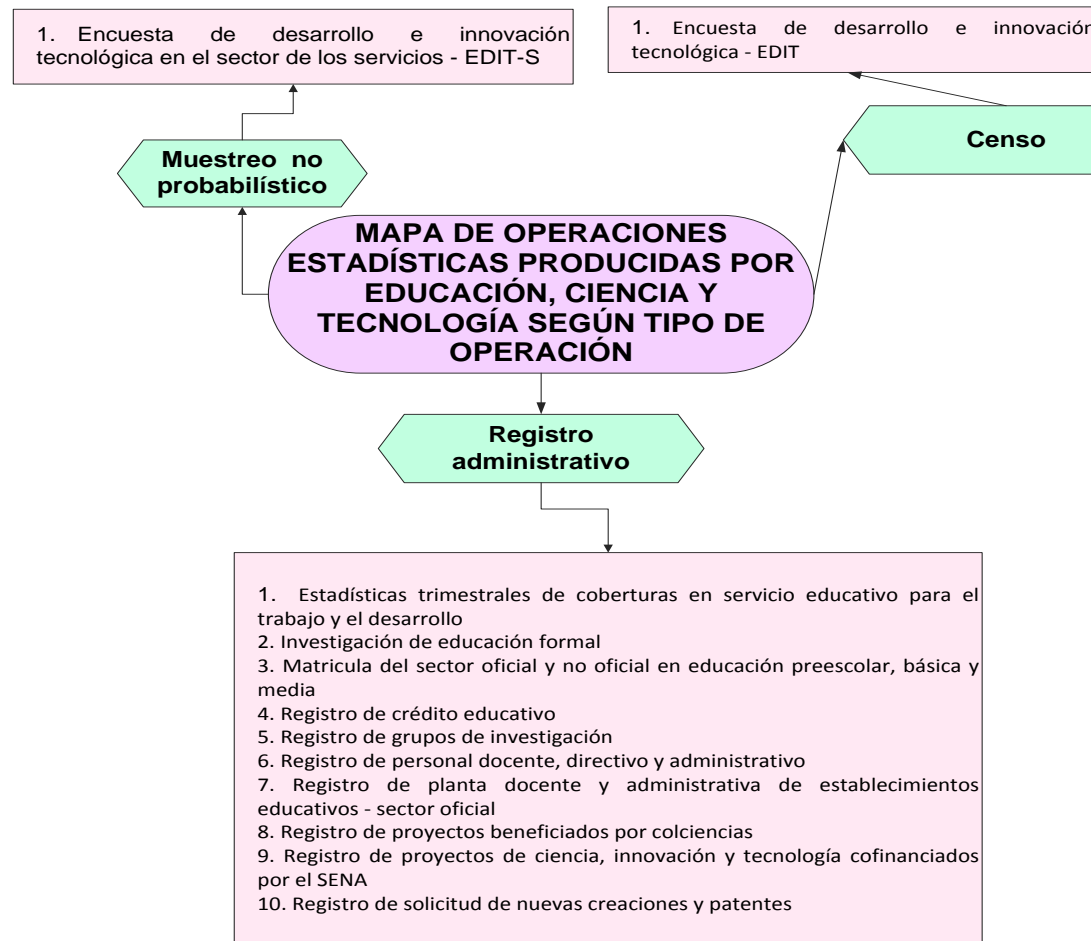 1. Encuesta de desarrollo e innovación
tecnológica en el sector de los servicios - EDIT-S
1. Encuesta de desarrollo e innovación
tecnológica - EDIT
Muestreo no
probabilístico
Censo
MAPA DE OPERACIONES
ESTADÍSTICAS PRODUCIDAS POR
EDUCACIÓN, CIENCIA Y
TECNOLOGÍA SEGÚN TIPO DE
OPERACIÓN
Registro
administrativo
1. Estadísticas trimestrales de coberturas en servicio educativo para el
trabajo y el desarrollo
2. Investigación de educación formal
3. Matricula del sector oficial y no oficial en educación preescolar, básica y
media
4. Registro de crédito educativo
5. Registro de grupos de investigación
6. Registro de personal docente, directivo y administrativo
7. Registro de planta docente y administrativa de establecimientos
educativos - sector oficial
8. Registro de proyectos beneficiados por colciencias
9. Registro de proyectos de ciencia, innovación y tecnología cofinanciados
por el SENA
10. Registro de solicitud de nuevas creaciones y patentes